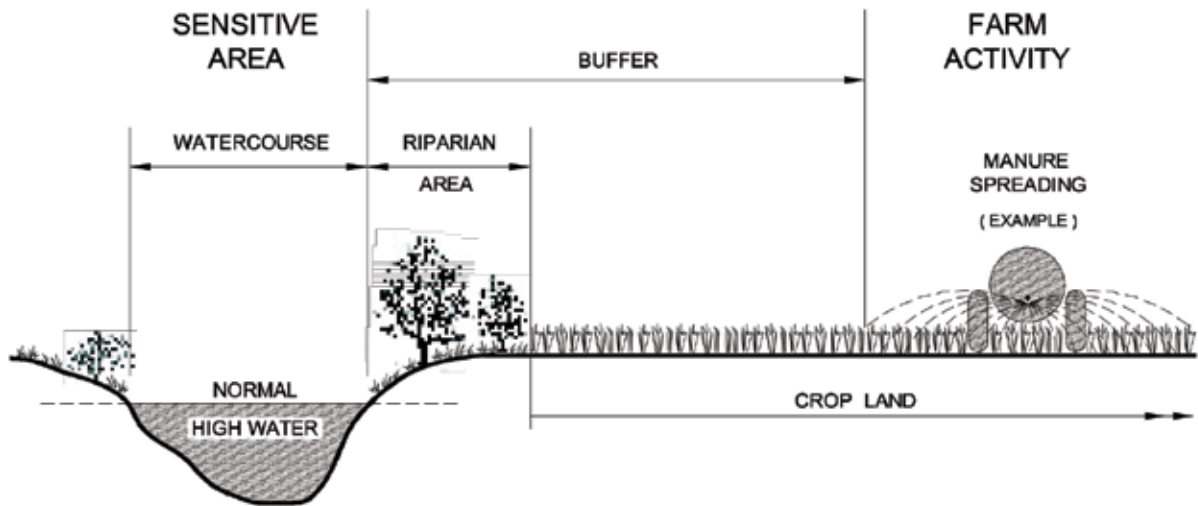 SENSITIVE
AREA
BUFFER
FARM
ACTIVITY
WATERCOURSE
RIPARIAN
AREA
MANURE
SPREADING
( EXAMPLE )
NORMAL
HIGH WATER
CROP LAND